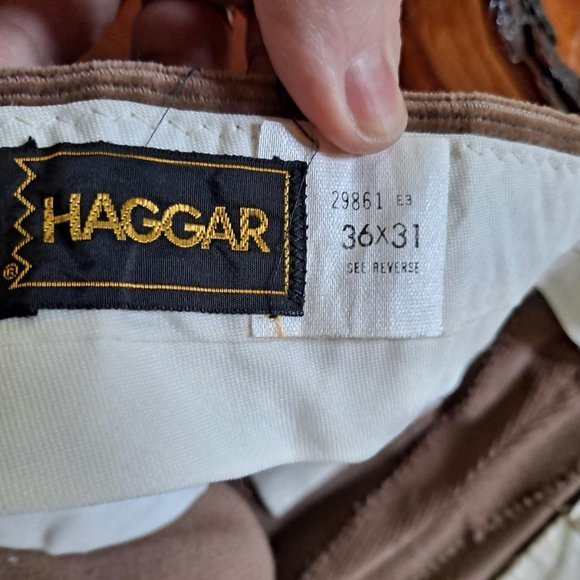 HAGGAR
®
29861 E3
36x31
SEE REVERSE